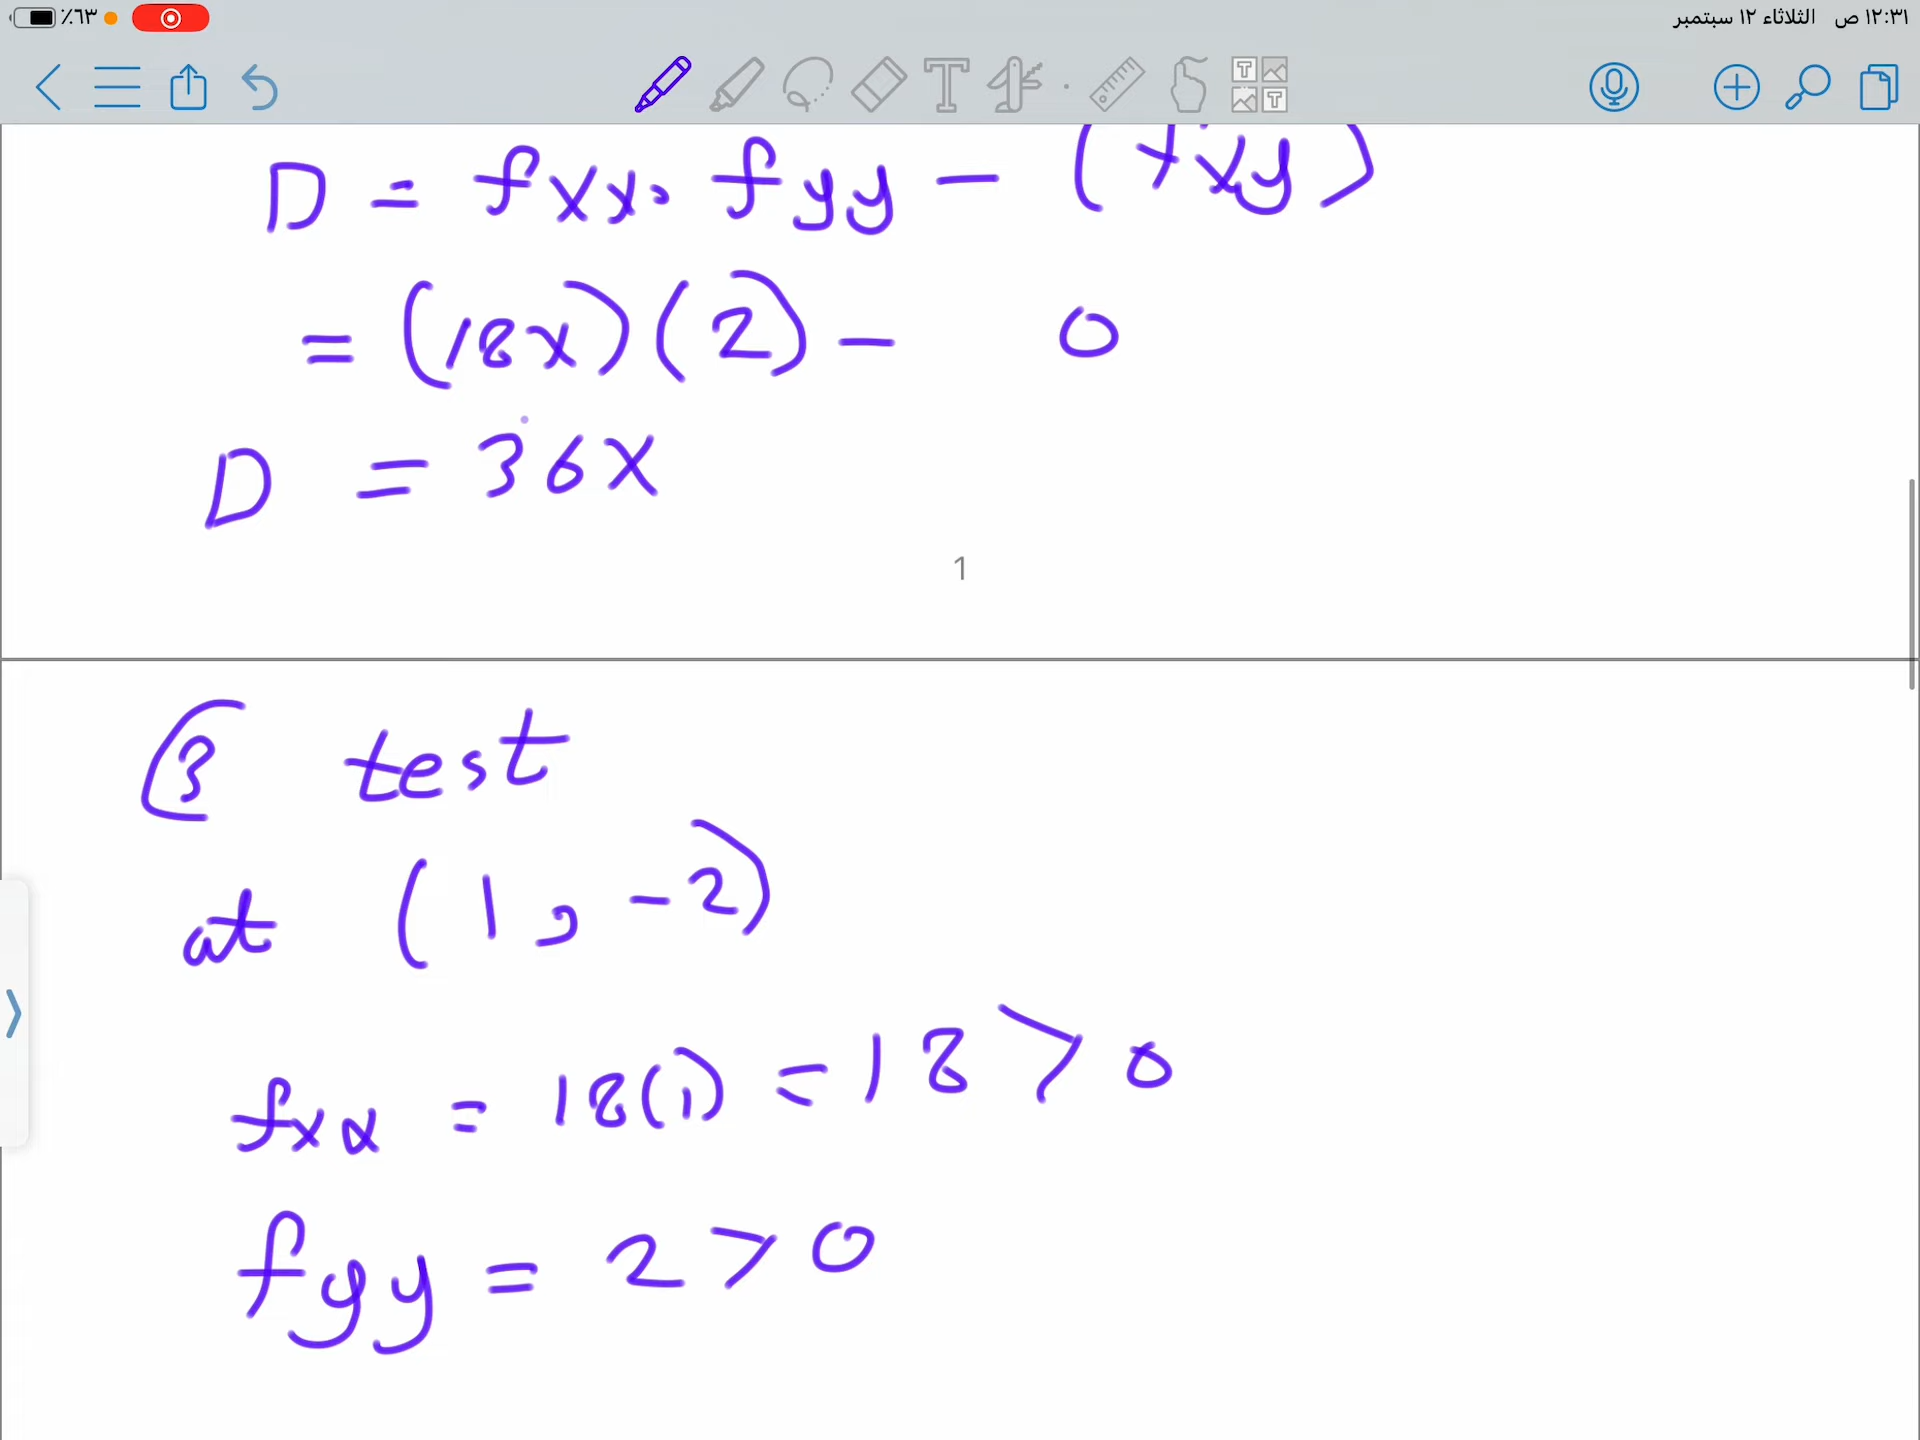 ٪٦٣ الثلاثاء ١٢ سبتمبر ١٢:٣١ ص
D = fxx . fyy - (fxy)
= (18x)(2) - 0
D = 36x
1
3 test
at (1, -2)
fxx = 18(1) = 18 > 0
fyy = 2 > 0